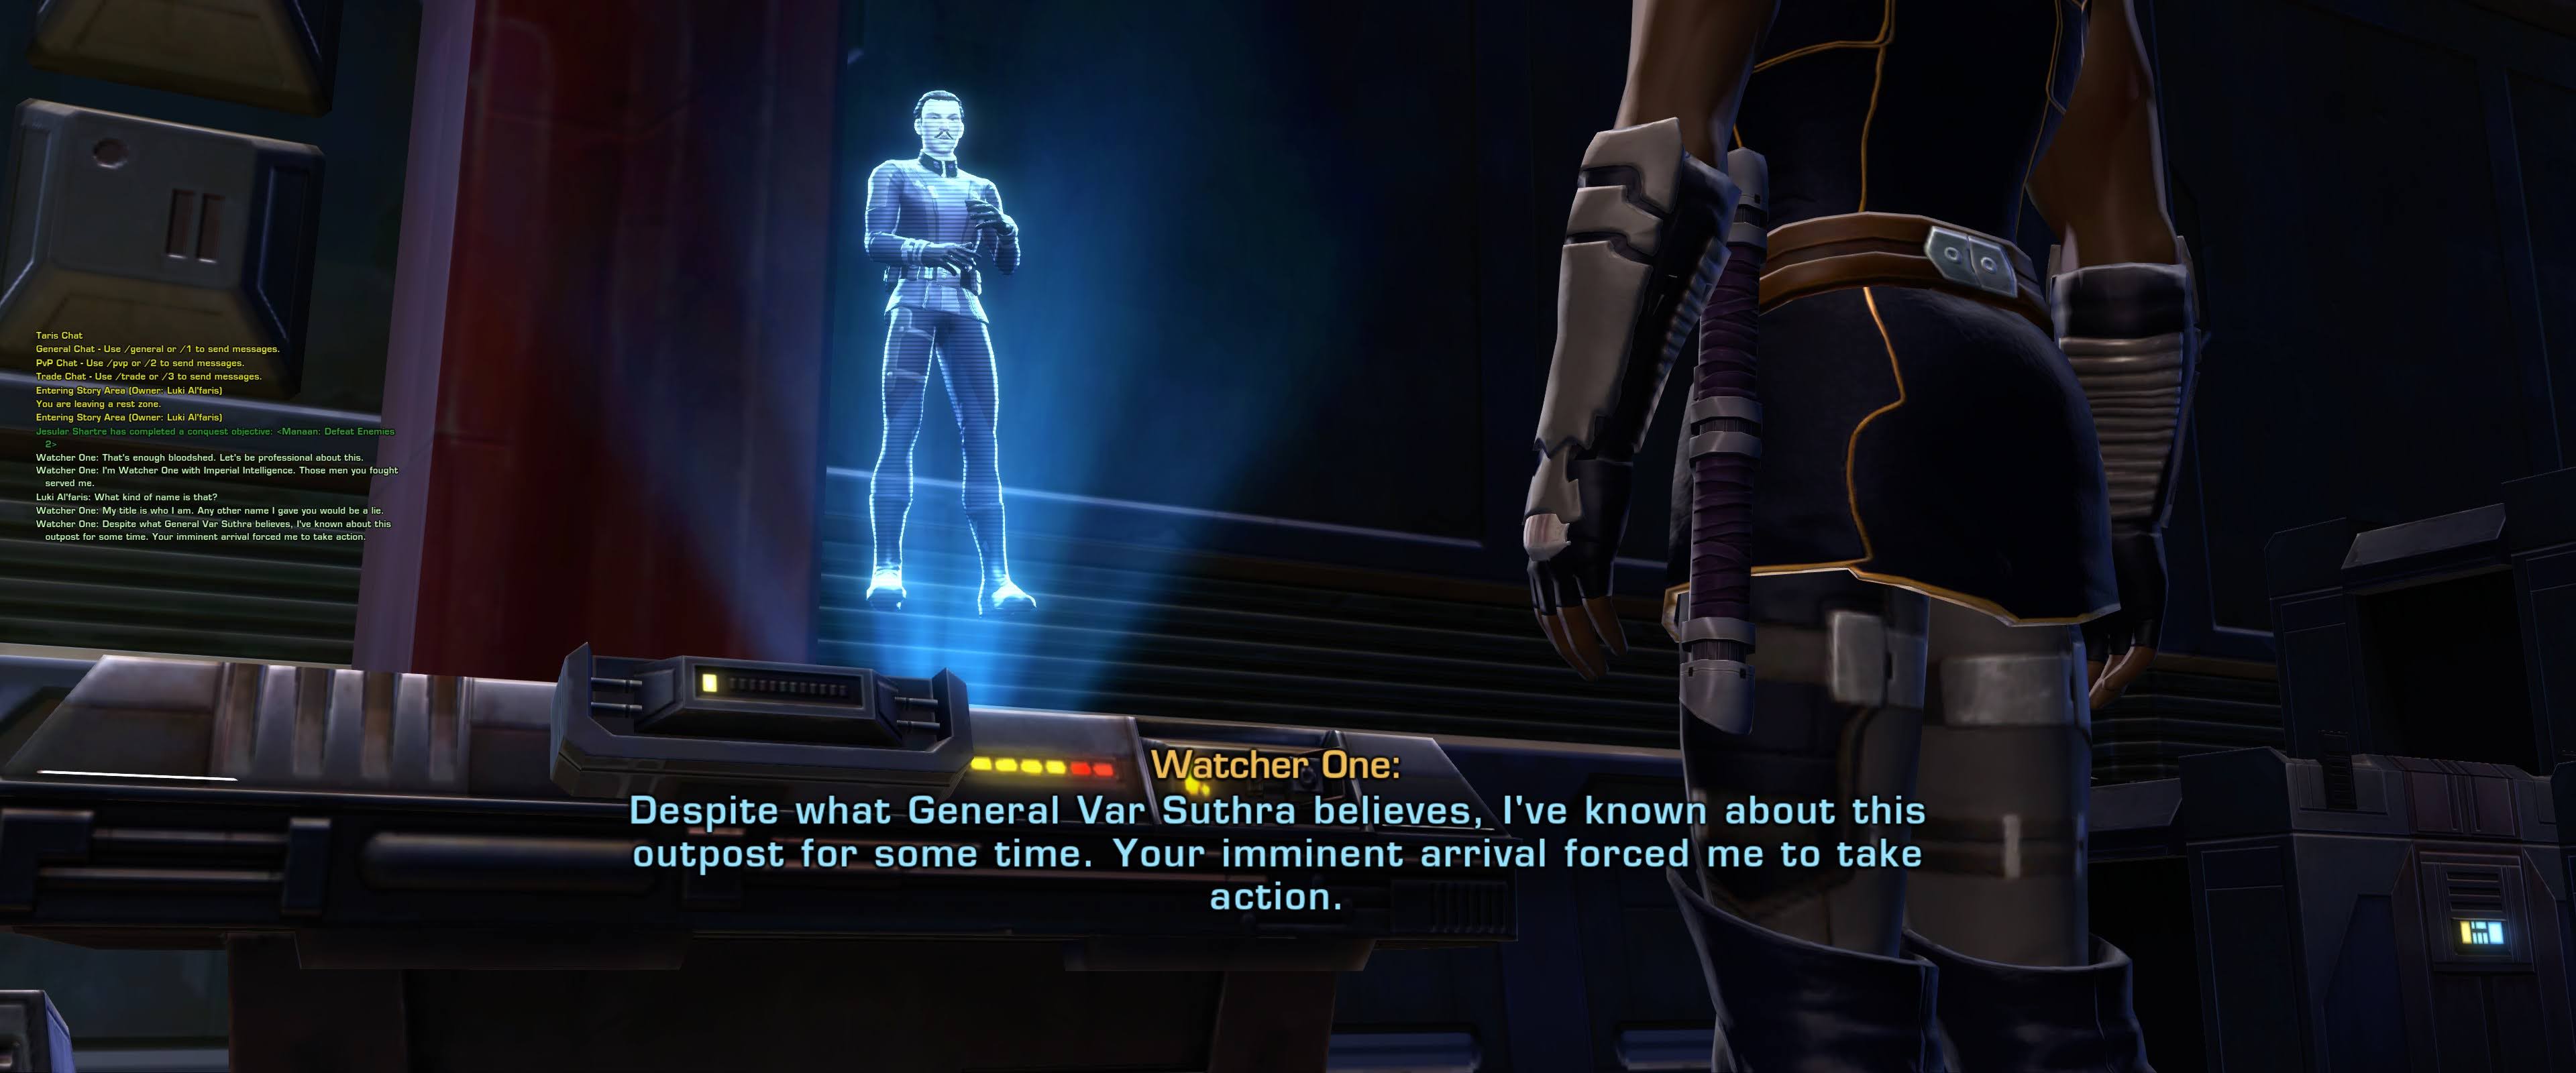 Taris Chat
General Chat - Use /general or /1 to send messages.
PvP Chat - Use /pvp or /2 to send messages.
Trade Chat - Use /trade or /3 to send messages.
Entering Story Area (Owner: Luki Al'faris)
You are leaving a rest zone.
Entering Story Area (Owner: Luki Al'faris)
Jesular Shartre has completed a conquest objective: <Manaan: Defeat Enemies
2>
Watcher One: That's enough bloodshed. Let's be professional about this.
Watcher One: I'm Watcher One with Imperial Intelligence. Those men you fought
served me.
Luki Al'faris: What kind of name is that?
Watcher One: My title is who I am. Any other name I gave you would be a lie.
Watcher One: Despite what General Var Suthra believes, I've known about this
outpost for some time. Your imminent arrival forced me to take action.
Watcher One:
Despite what General Var Suthra believes, I've known about this
outpost for some time. Your imminent arrival forced me to take
action.